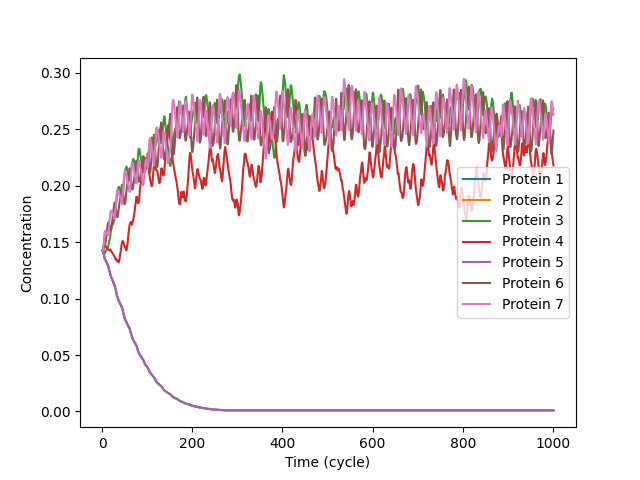 0.30
0.25
0.20
0.15
0.10
0.05
0.00
Concentration
0
200
400
600
800
1000
Time (cycle)
Protein 1
Protein 2
Protein 3
Protein 4
Protein 5
Protein 6
Protein 7